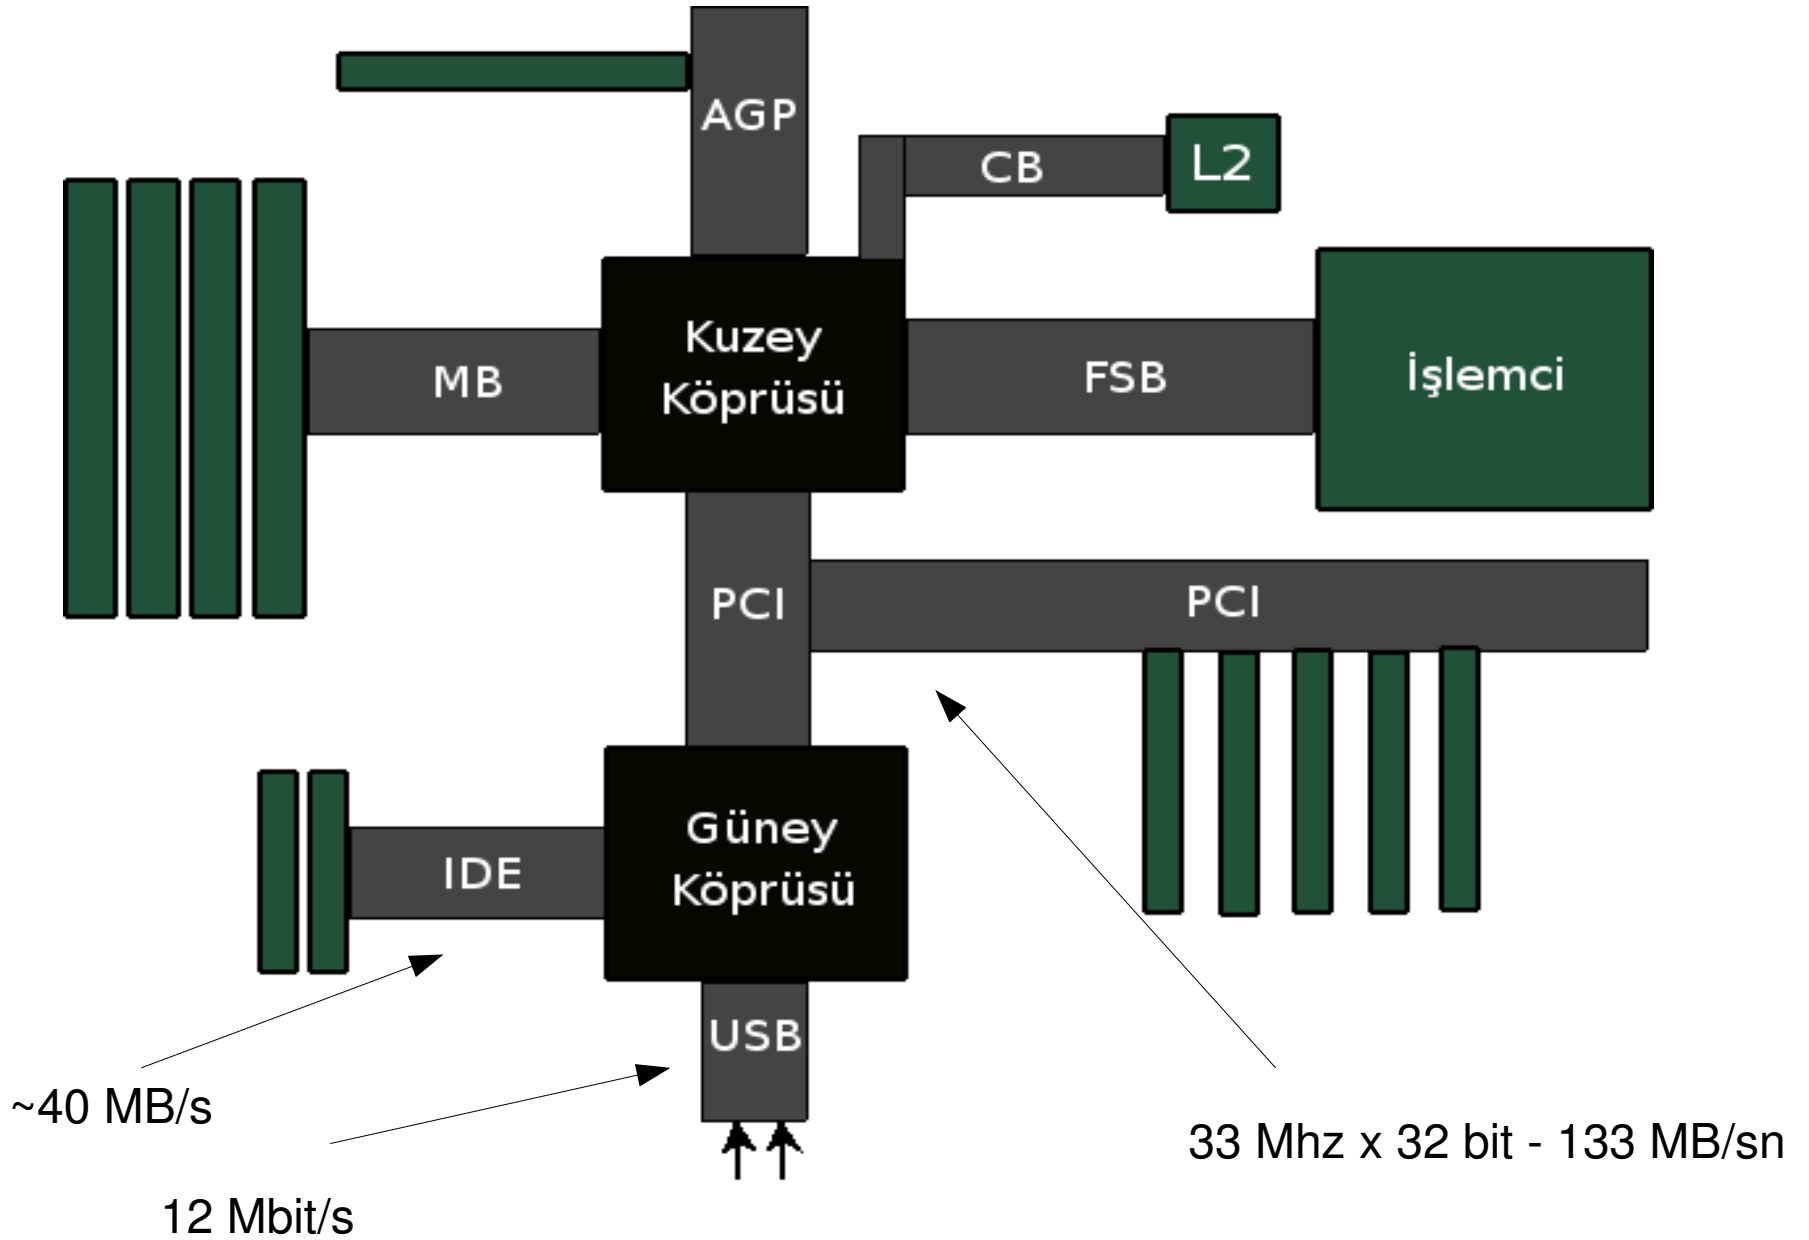 AGP
CB
L2
Kuzey
Köprüsü
MB
FSB
İşlemci
PCI
PCI
Güney
Köprüsü
IDE
USB
~40 MB/s
12 Mbit/s
33 Mhz x 32 bit - 133 MB/sn